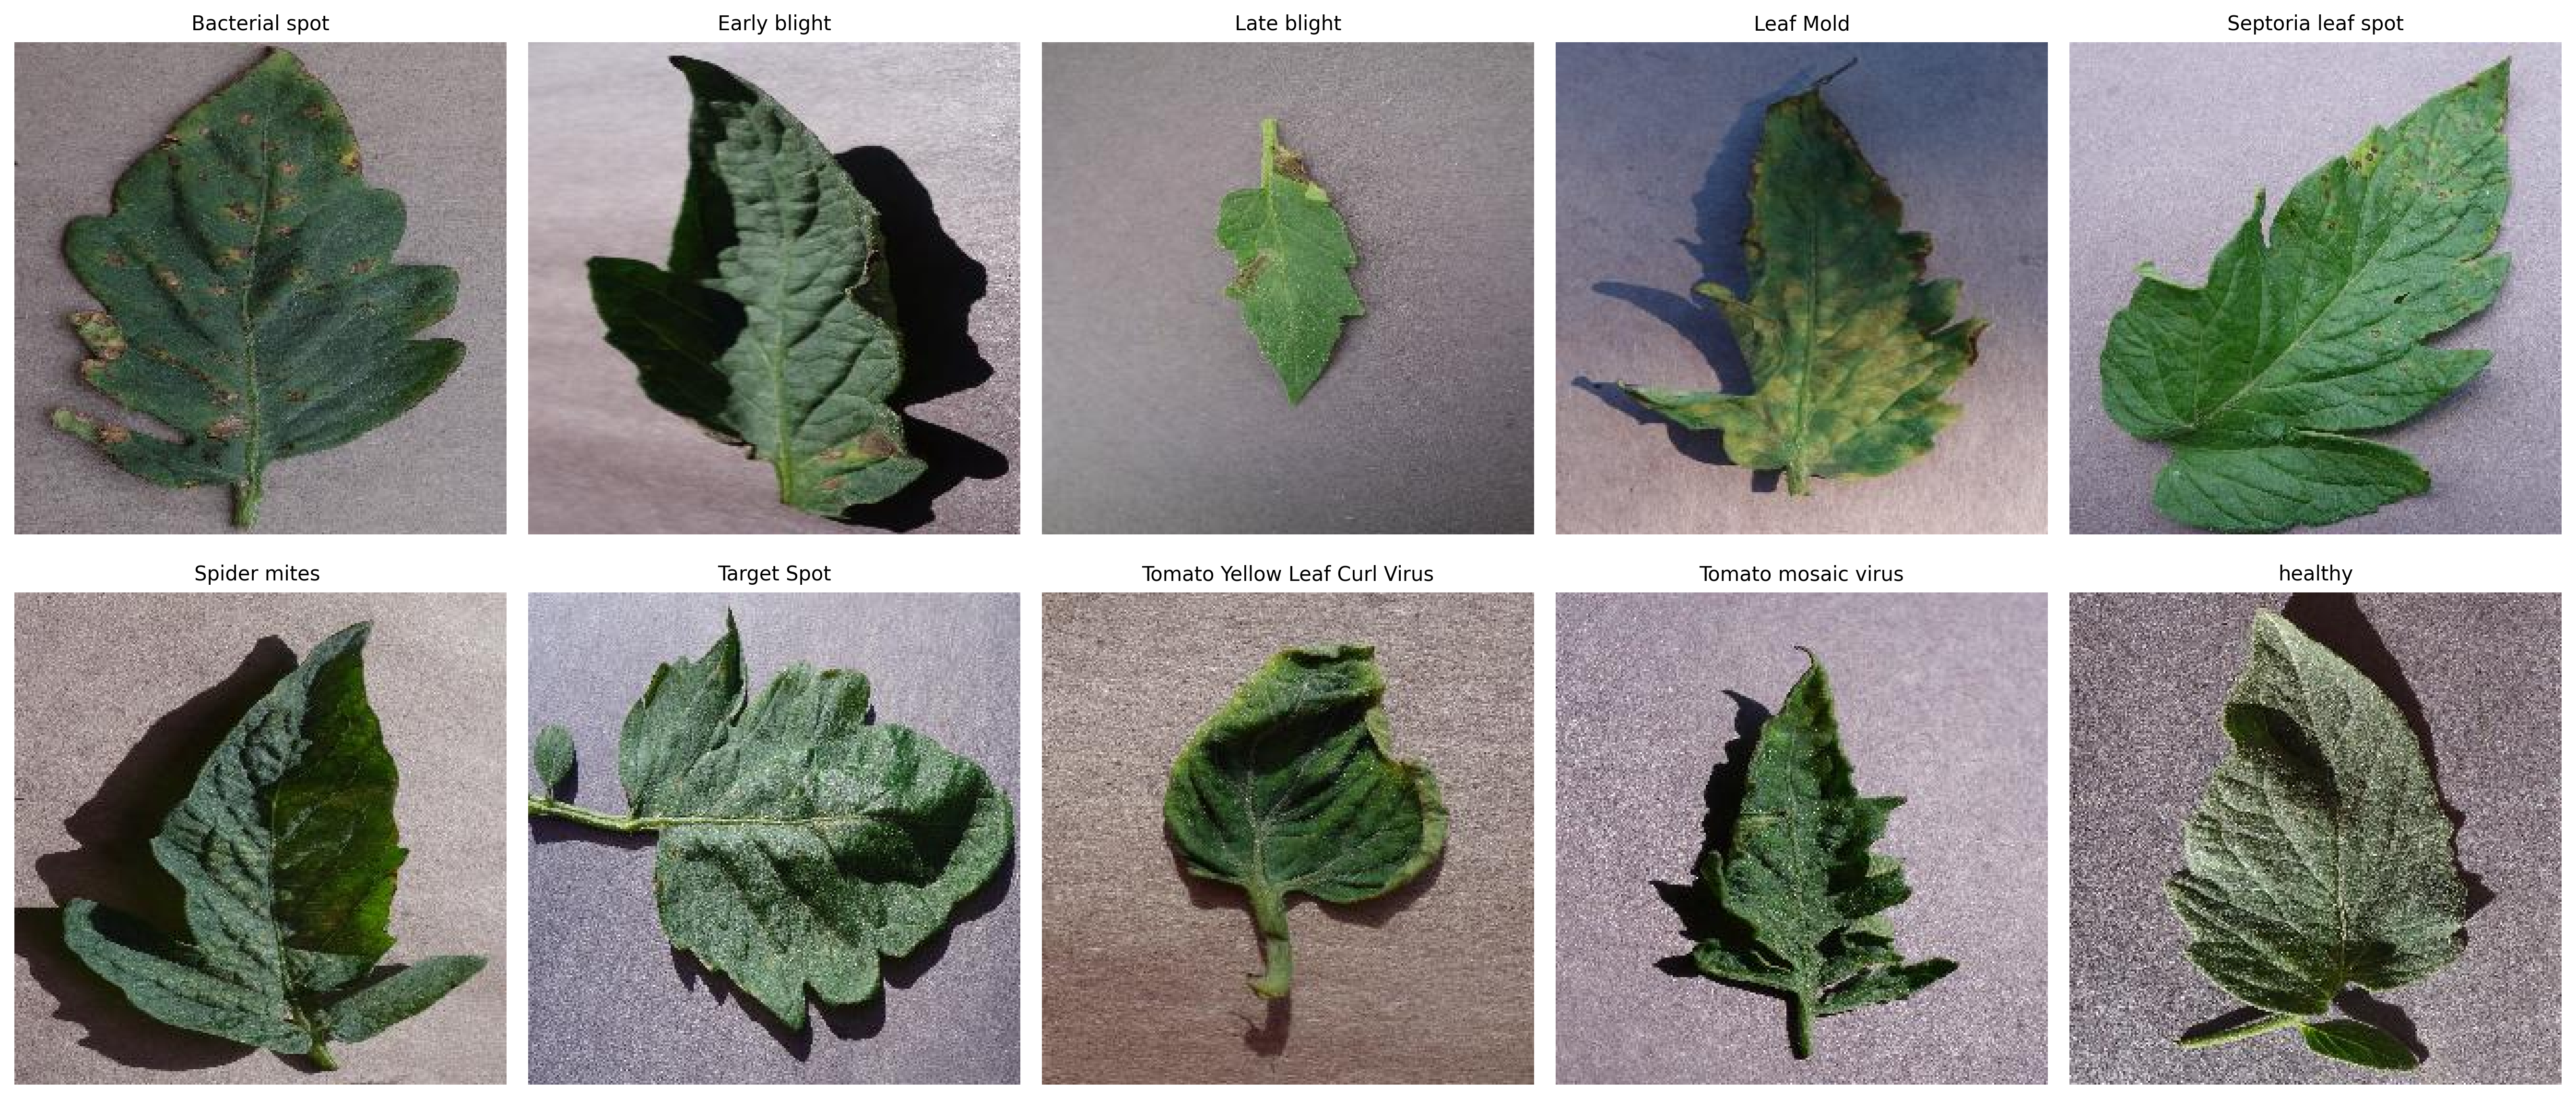 Bacterial spot
Early blight
Late blight
Leaf Mold
Septoria leaf spot
Spider mites
Target Spot
Tomato Yellow Leaf Curl Virus
Tomato mosaic virus
healthy